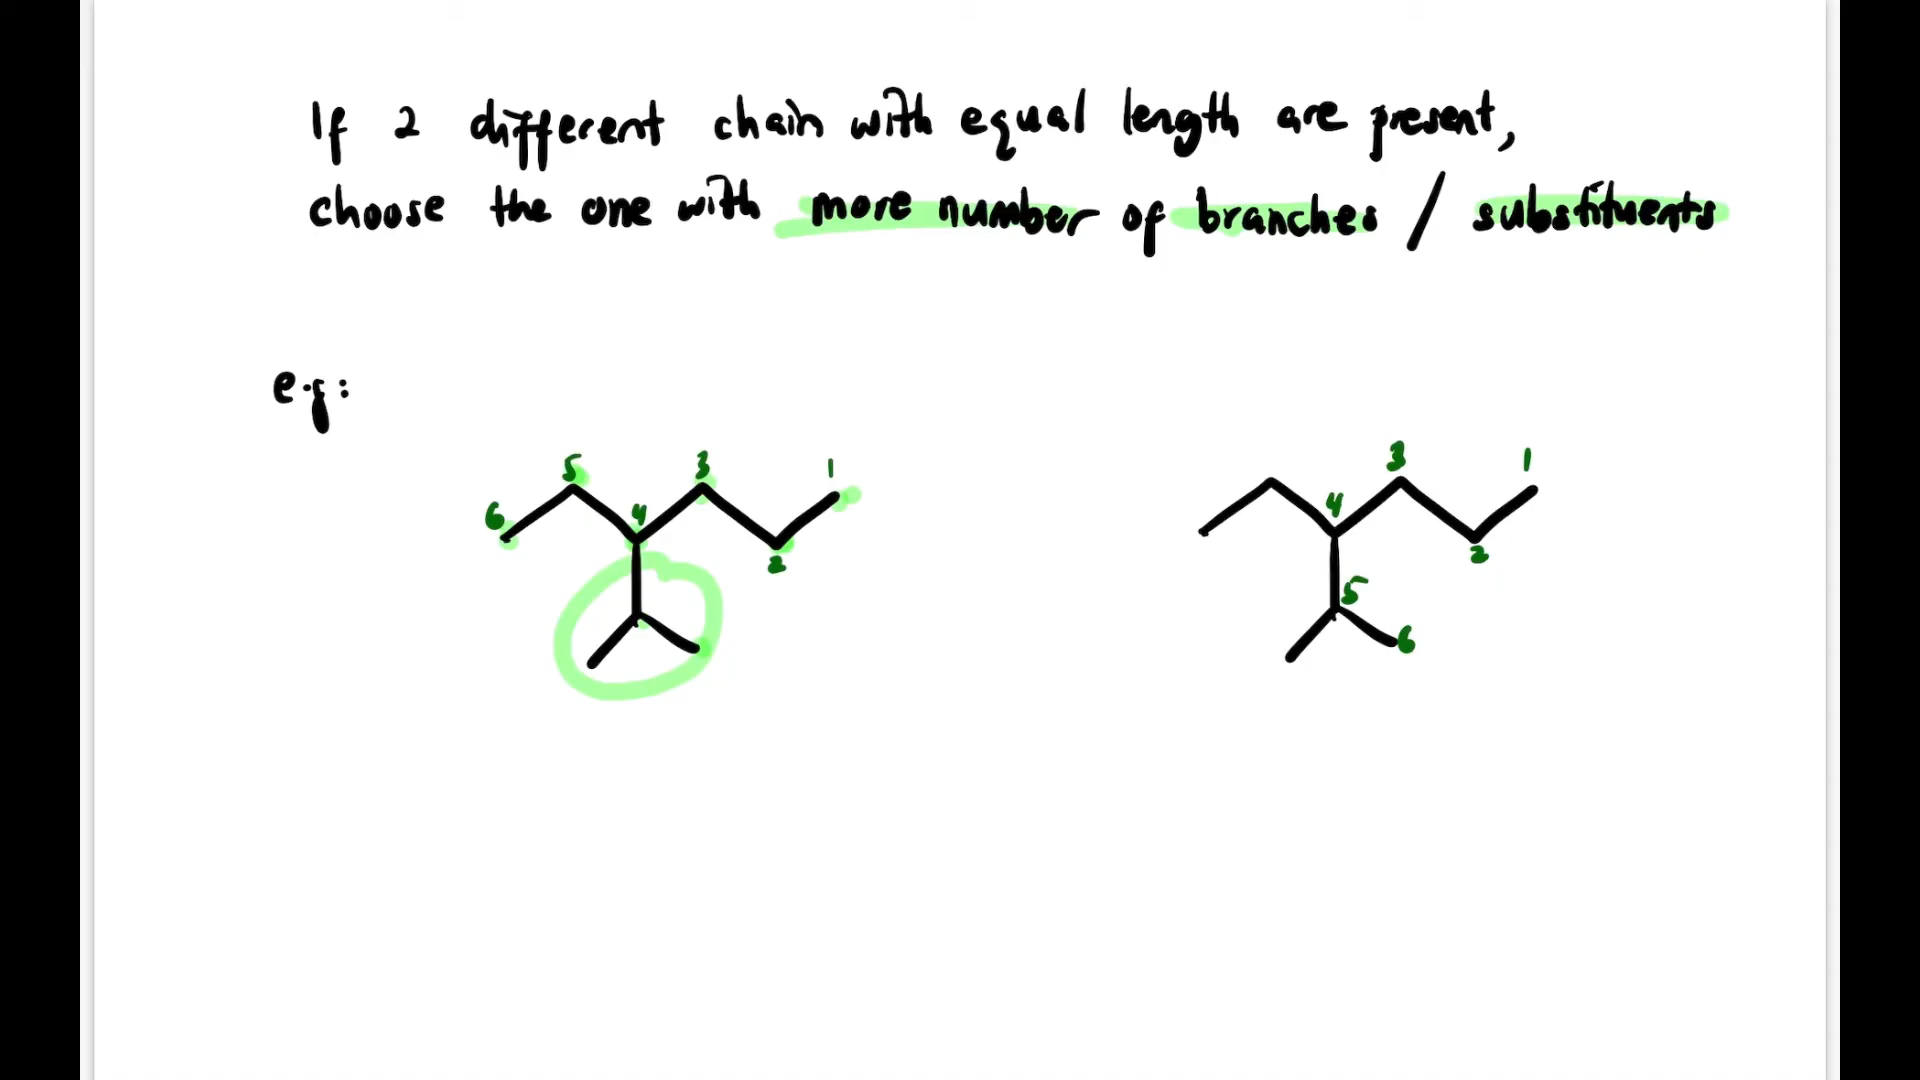 If 2 different chain with equal length are present,
choose the one with more number of branches / substituents
e.g:
5 3 1
6 4
2
3 1
4
2
5
6